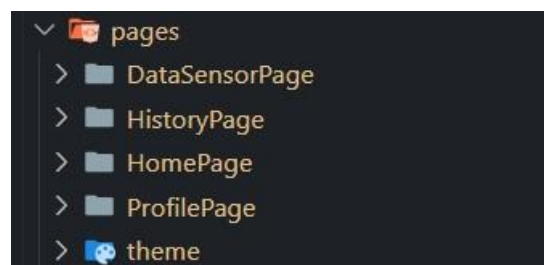 pages
DataSensorPage
HistoryPage
HomePage
ProfilePage
theme